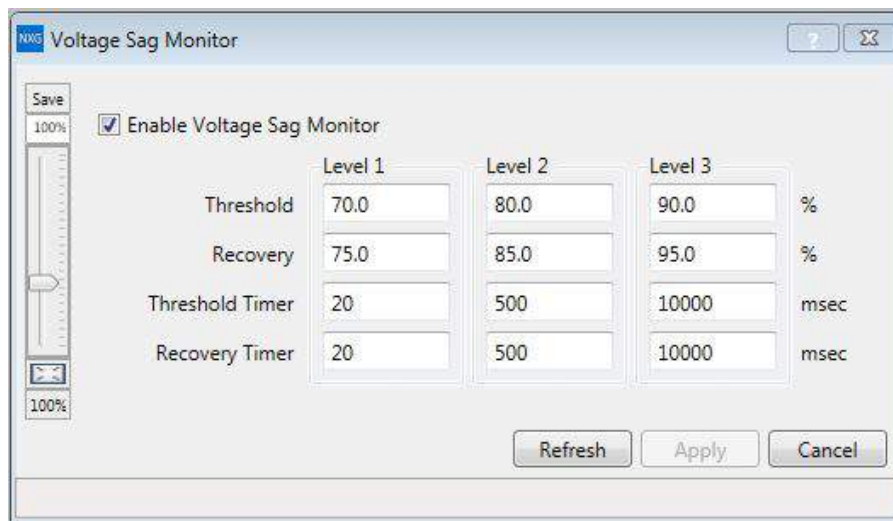 NXG Voltage Sag Monitor
Save
100%
Enable Voltage Sag Monitor
Level 1 Level 2 Level 3
Threshold 70.0 80.0 90.0 %
Recovery 75.0 85.0 95.0 %
Threshold Timer 20 500 10000 msec
Recovery Timer 20 500 10000 msec
100%
Refresh Apply Cancel